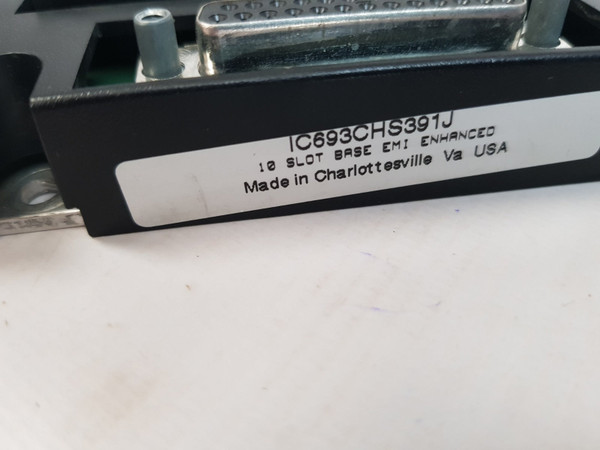 IC693CHS391J
10 SLOT BASE EMI ENHANCED
Made in Charlottesville Va USA